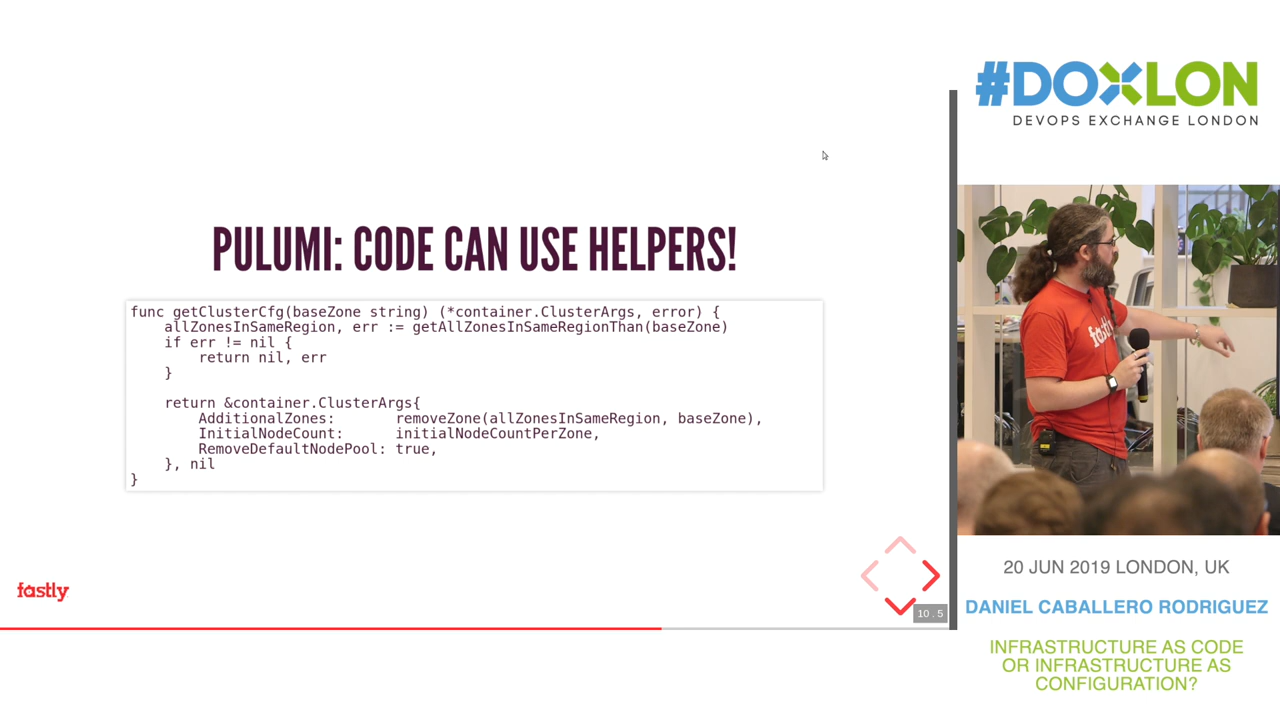 #DOXLON
DEVOPS EXCHANGE LONDON
PULUMI: CODE CAN USE HELPERS!
func getClusterCfg(baseZone string) (*container.ClusterArgs, error) {
    allZonesInSameRegion, err := getAllZonesInSameRegionThan(baseZone)
    if err != nil {
        return nil, err
    }
    return &container.ClusterArgs{
        AdditionalZones:       removeZone(allZonesInSameRegion, baseZone),
        InitialNodeCount:      initialNodeCountPerZone,
        RemoveDefaultNodePool: true,
    }, nil
}
fastly
10.5
fastly
20 JUN 2019 LONDON, UK
DANIEL CABALLERO RODRIGUEZ
INFRASTRUCTURE AS CODE
OR INFRASTRUCTURE AS
CONFIGURATION?